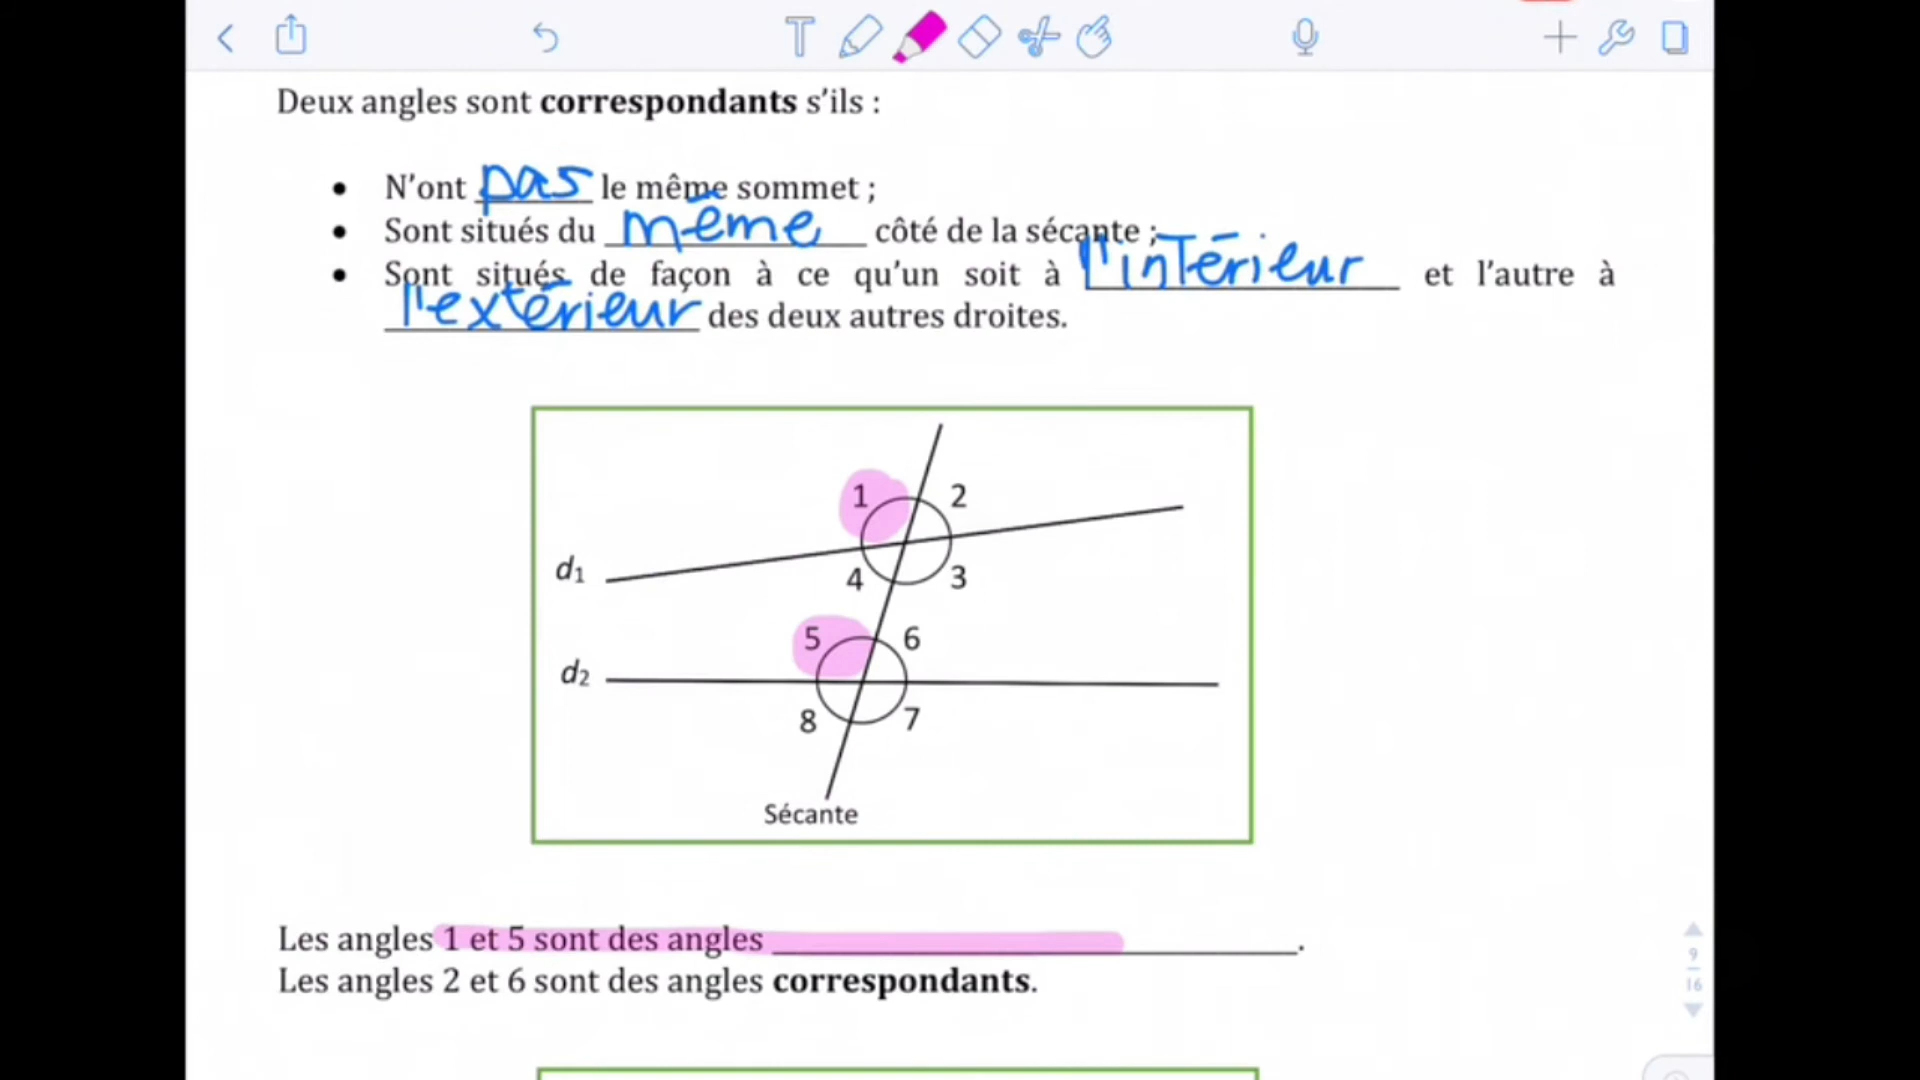 Deux angles sont correspondants s'ils :
• N'ont pas le même sommet ;
• Sont situés du même côté de la sécante ;
• Sont situés de façon à ce qu'un soit à l'intérieur et l'autre à
l'extérieur des deux autres droites.
1 2
d1 4 3
5 6
d2
8 7
Sécante
Les angles 1 et 5 sont des angles ____________________.
Les angles 2 et 6 sont des angles correspondants.
9
16